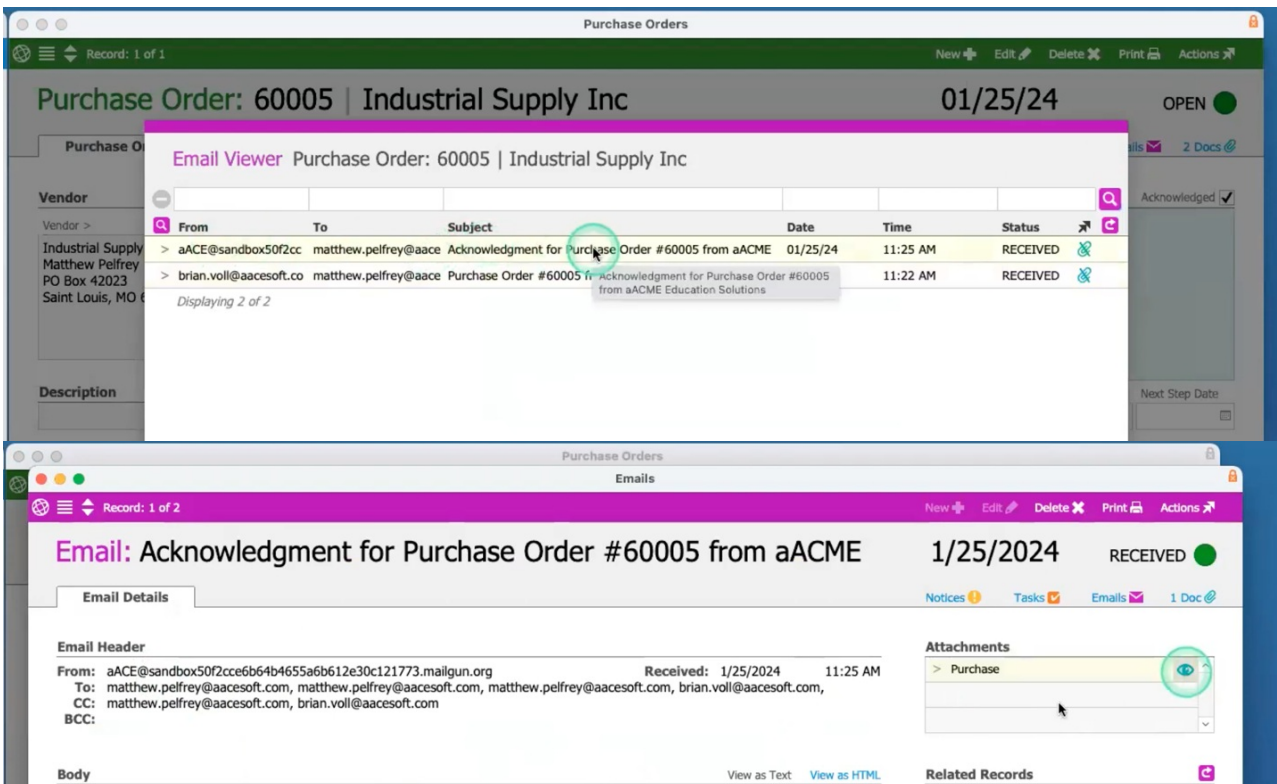 Purchase Orders
Record: 1 of 1 New Edit Delete Print Actions
Purchase Order: 60005 | Industrial Supply Inc 01/25/24 OPEN
Purchase O ails 2 Docs
Email Viewer Purchase Order: 60005 | Industrial Supply Inc
Vendor Acknowledged
Vendor > From To Subject Date Time Status
Industrial Supply > aACE@sandbox50f2cc matthew.pelfrey@aace Acknowledgment for Purchase Order #60005 from aACME 01/25/24 11:25 AM RECEIVED
Matthew Pelfrey
PO Box 42023 > brian.voll@aacesoft.co matthew.pelfrey@aace Purchase Order #60005 fr Acknowledgment for Purchase Order #60005 11:22 AM RECEIVED
from aACME Education Solutions
Saint Louis, MO 6 Displaying 2 of 2
Description Next Step Date
Purchase Orders
Emails
Record: 1 of 2 New Edit Delete Print Actions
Email: Acknowledgment for Purchase Order #60005 from aACME 1/25/2024 RECEIVED
Email Details Notices Tasks Emails 1 Doc
Email Header Attachments
From: aACE@sandbox50f2cce6b64b4655a6b612e30c121773.mailgun.org Received: 1/25/2024 11:25 AM > Purchase
To: matthew.pelfrey@aacesoft.com, matthew.pelfrey@aacesoft.com, matthew.pelfrey@aacesoft.com, brian.voll@aacesoft.com,
CC: matthew.pelfrey@aacesoft.com, brian.voll@aacesoft.com
BCC:
Body View as Text View as HTML Related Records